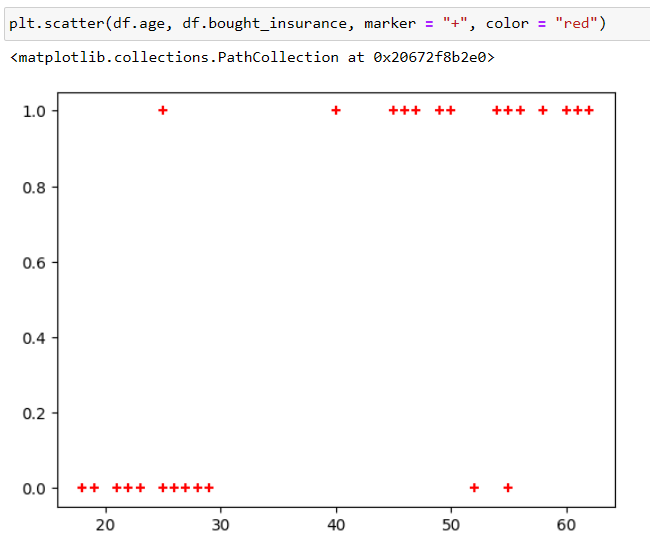 plt.scatter(df.age, df.bought_insurance, marker = "+", color = "red")
<matplotlib.collections.PathCollection at 0x20672f8b2e0>
1.0
0.8
0.6
0.4
0.2
0.0
20 30 40 50 60